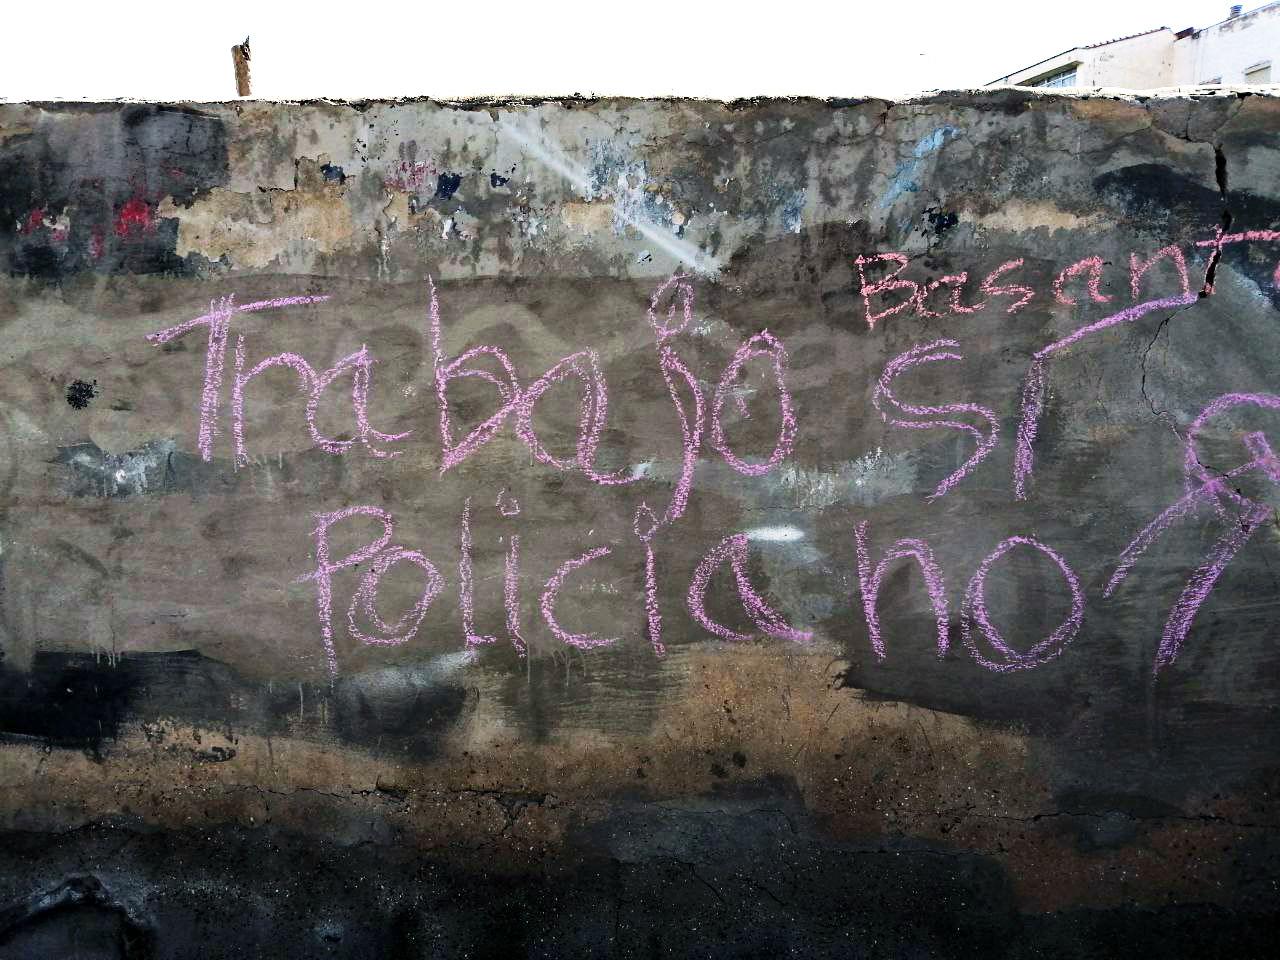 Basant
Trabajo sí
Policía no